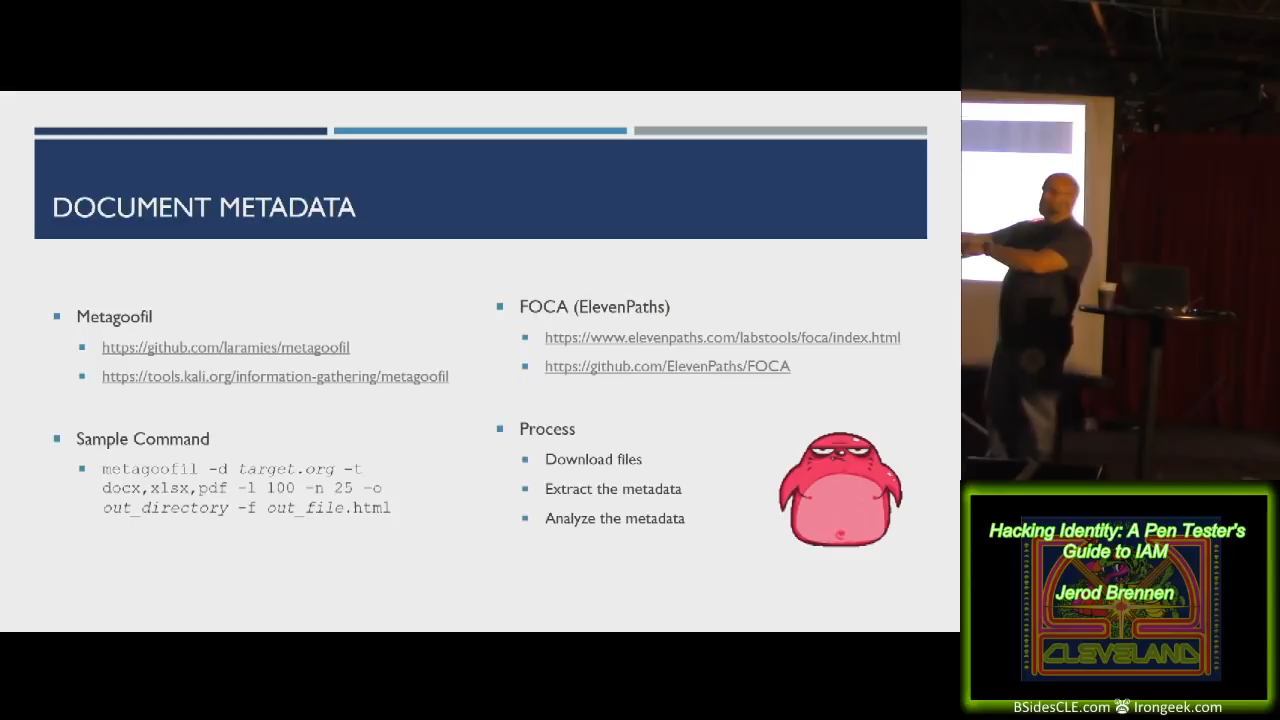 DOCUMENT METADATA
Metagoofil
https://github.com/laramies/metagoofil
https://tools.kali.org/information-gathering/metagoofil
Sample Command
metagoofil -d target.org -t
docx,xlsx,pdf -l 100 -n 25 -o
out_directory -f out_file.html
FOCA (ElevenPaths)
https://www.elevenpaths.com/labstools/foca/index.html
https://github.com/ElevenPaths/FOCA
Process
Download files
Extract the metadata
Analyze the metadata
Hacking Identity: A Pen Tester's
Guide to IAM
Jerod Brennen
CLEVELAND
BSidesCLE.com Irongeek.com